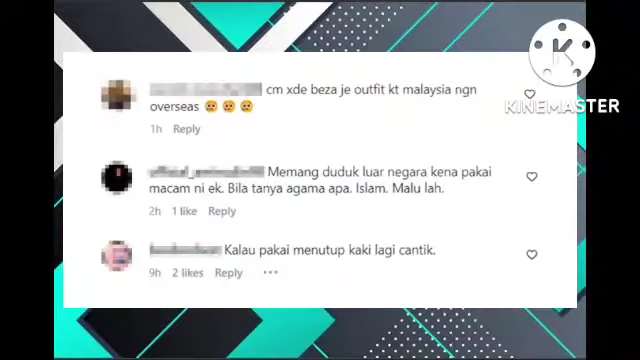 cm xde beza je outfit kt malaysia ngn
overseas 😢 😢 😢
1h Reply
Memang duduk luar negara kena pakai
macam ni ek. Bila tanya agama apa. Islam. Malu lah.
2h 1 like Reply
Kalau pakai menutup kaki lagi cantik.
9h 2 likes Reply ...
K
KINEMASTER